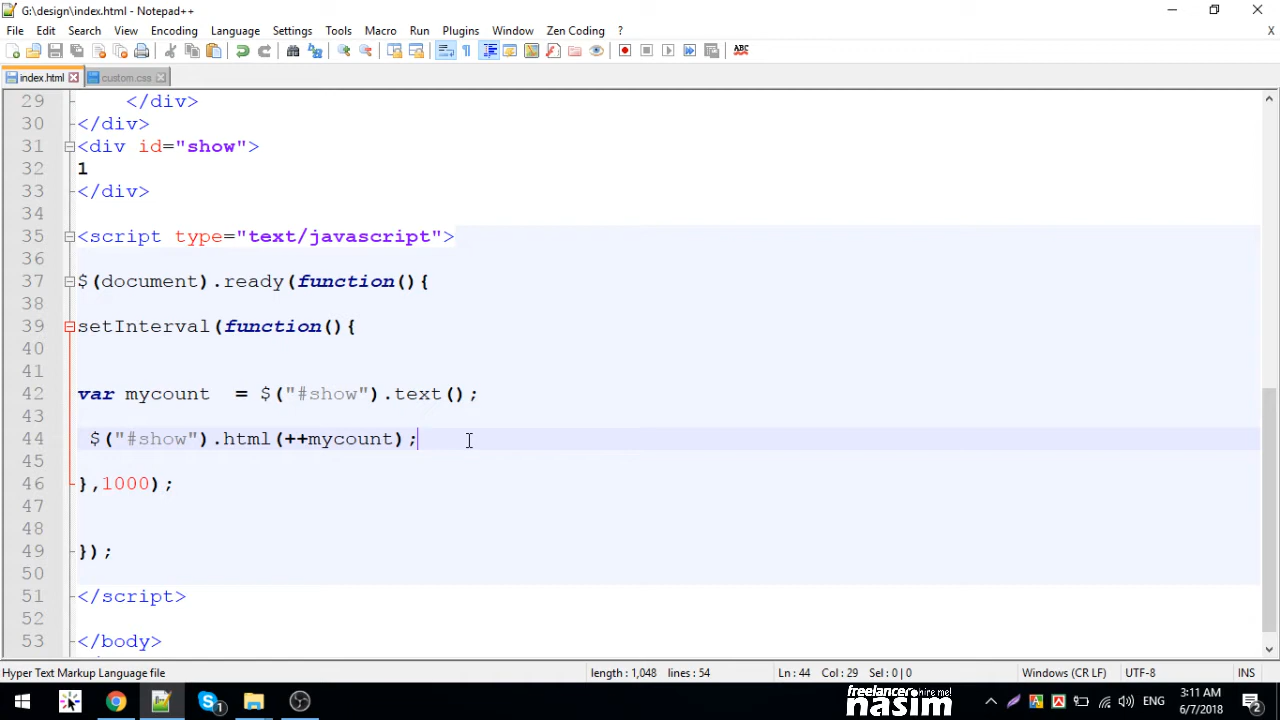 G:\design\index.html - Notepad++
File Edit Search View Encoding Language Settings Tools Macro Run Plugins Window Zen Coding ?
X
ABC
index.html custom.css
29 </div>
30 </div>
31 <div id="show">
32 1
33 </div>
34
35 <script type="text/javascript">
36
37 $(document).ready(function(){
38
39 setInterval(function(){
40
41
42 var mycount  = $("#show").text();
43
44 $("#show").html(++mycount);
45
46 },1000);
47
48
49 });
50
51 </script>
52
53 </body>
Hyper Text Markup Language file length : 1,048 lines : 54 Ln : 44 Col : 29 Sel : 0 | 0 Windows (CR LF) UTF-8 INS
freelancer hire me!
nasim
1
ENG
3:11 AM
6/7/2018
2